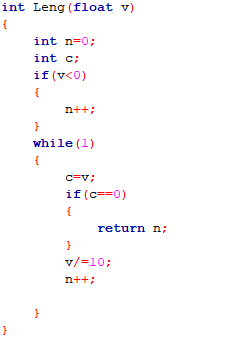 int Leng(float v)
{
    int n=0;
    int c;
    if(v<0)
    {
        n++;
    }
    while(1)
    {
        c=v;
        if(c==0)
        {
            return n;
        }
        v/=10;
        n++;
    }
}